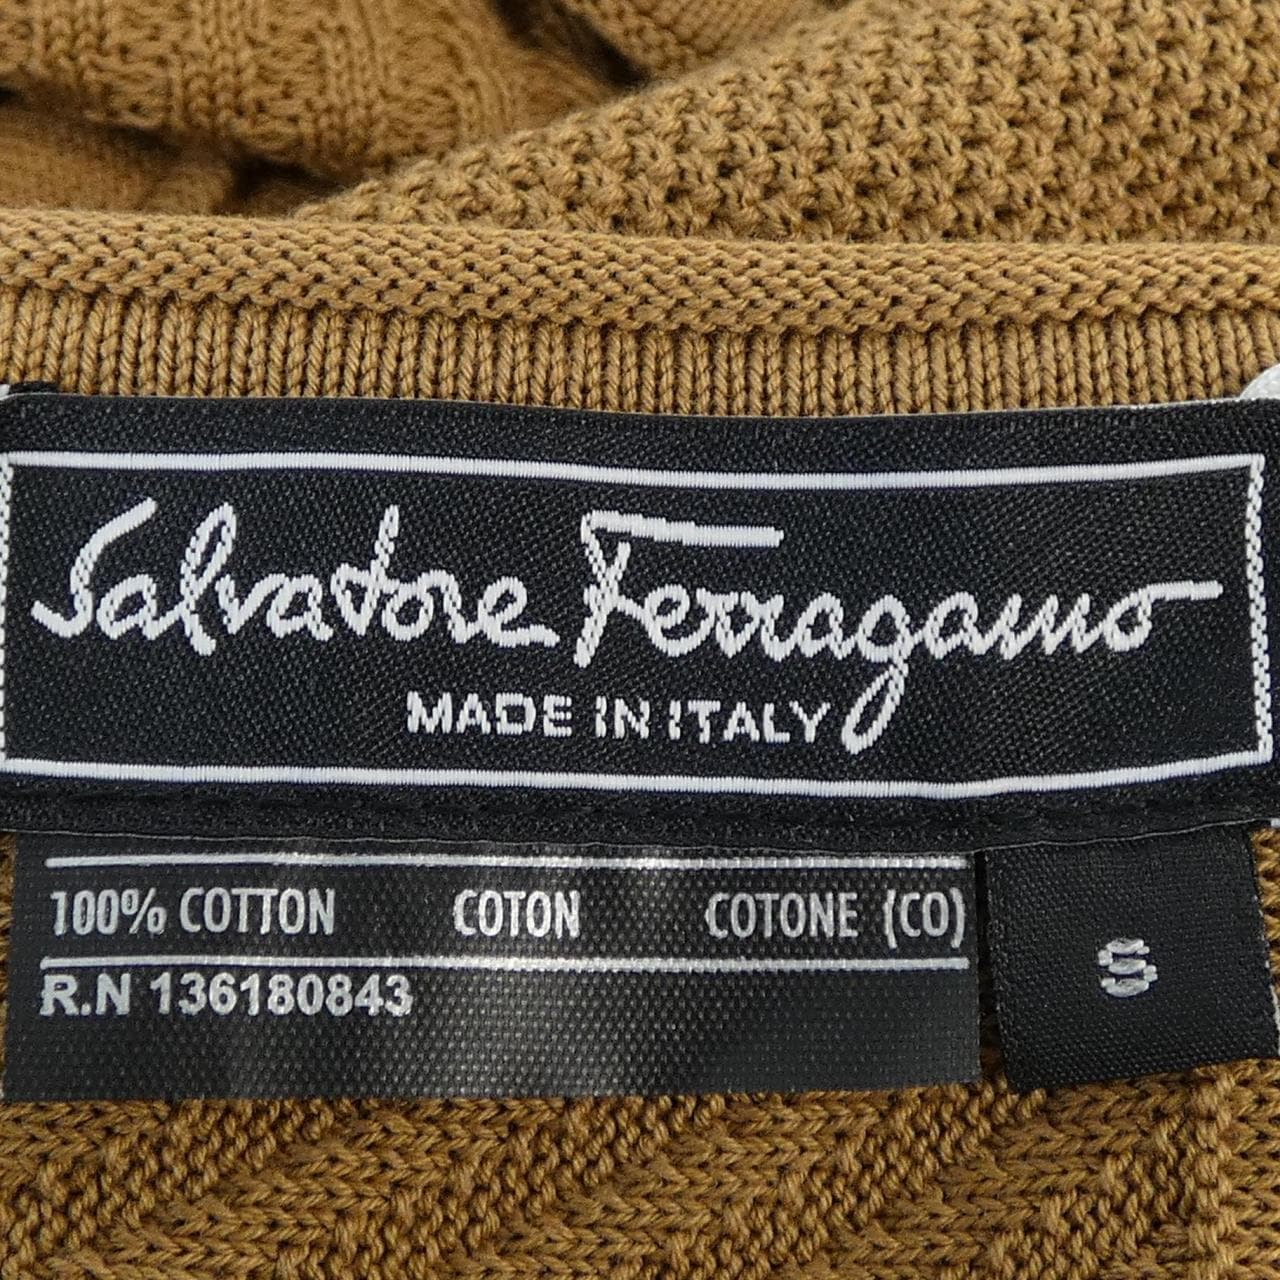 Salvatore Ferragamo
MADE IN ITALY
100% COTTON COTON COTONE (CO)
R.N 136180843
S